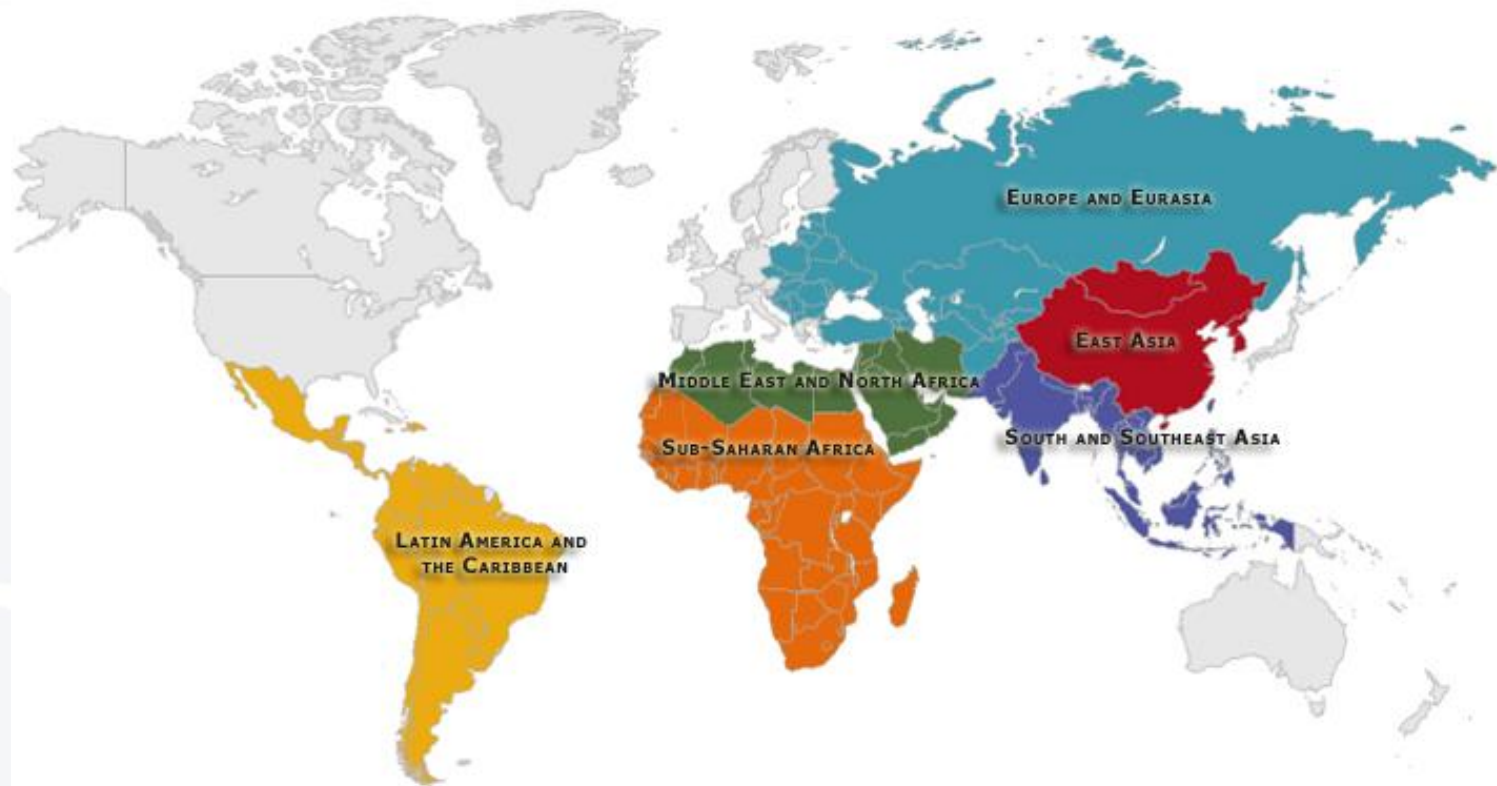 Europe and Eurasia
East Asia
Middle East and North Africa
South and Southeast Asia
Sub-Saharan Africa
Latin America and
the Caribbean